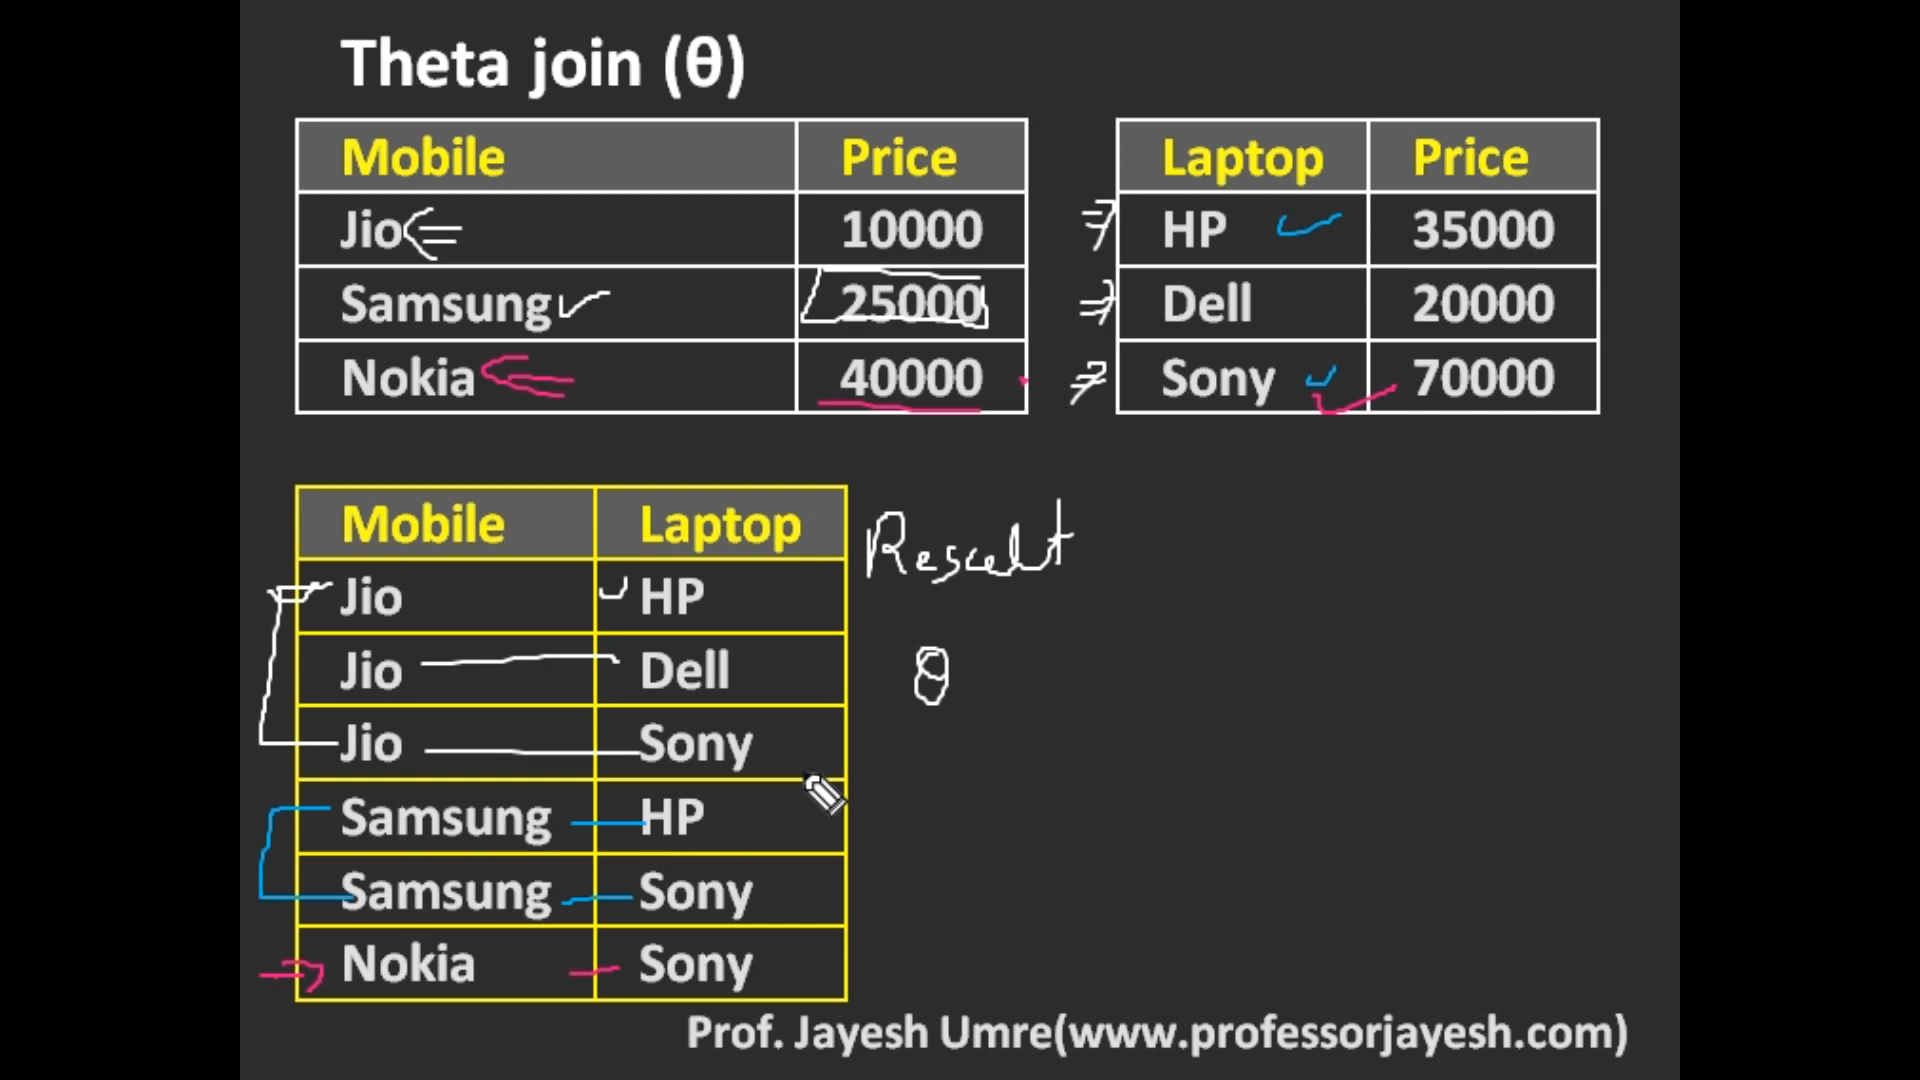 Theta join (θ)
Mobile Price
Jio 10000
Samsung 25000
Nokia 40000
Laptop Price
HP 35000
Dell 20000
Sony 70000
Mobile Laptop
Jio HP
Jio Dell
Jio Sony
Samsung HP
Samsung Sony
Nokia Sony
Result
θ
Prof. Jayesh Umre(www.professorjayesh.com)